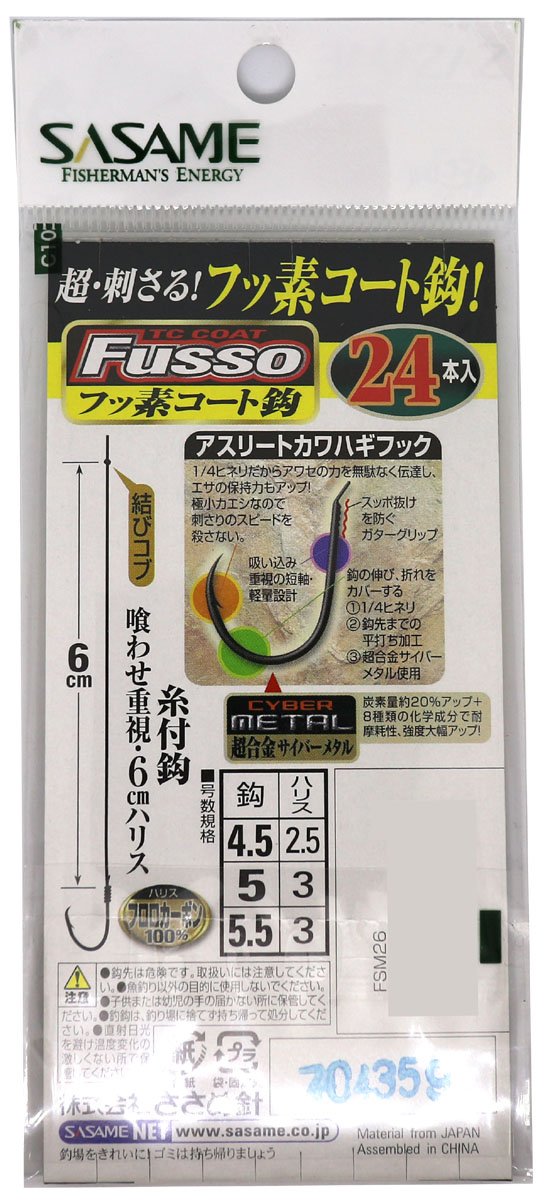 SASAME
FISHERMAN'S ENERGY
超・刺さる!フッ素コート鈎!
TC COAT
Fusso
フッ素コート鈎
24本入
アスリートカワハギフック
1/4ヒネリだからアワセの力を無駄なく伝達し、
エサの保持力もアップ!
極小カエシなので
刺さりのスピードを
殺さない。
スッポ抜け
を防ぐ
ガターグリップ
吸い込み
重視の短軸・
軽量設計
鈎の伸び、折れを
カバーする
①1/4ヒネリ
②鈎先までの
平打ち加工
③超合金サイバー
メタル使用
CYBER
METAL
超合金サイバーメタル
炭素量約20%アップ+
8種類の化学成分で耐
摩耗性、強度大幅アップ!
結びコブ
6cm
糸付鈎
喰わせ重視・6cmハリス
ハリス
フロロカーボン
100%
■号数規格
鈎 ハリス
4.5 2.5
5 3
5.5 3
FSM26
注意
●鈎先は危険です。取扱いには注意してくださ
い。●魚釣り以外の目的に使用しないでください。
●子供または幼児の手の届かない所に保管してく
ださい。●釣鈎は、釣り場に捨てず持ち帰って処分してくだ
さい。●直射日光
を避け温度変化の
激しくない所で保
管してください。
紙
プラ
株式会社ささめ針
SASAME NET
www.sasame.co.jp
釣場をきれいに!ゴミは持ち帰りましょう
Material from JAPAN
Assembled in CHINA